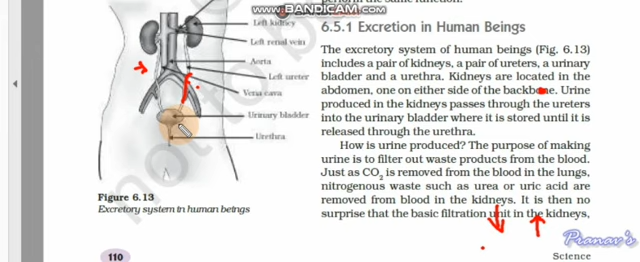 perform the same function.
www.BANDICAM.com
Left kidney
Left renal vein
Aorta
Left ureter
Vena cava
Urinary bladder
Urethra
Figure 6.13
Excretory system in human beings
110
6.5.1 Excretion in Human Beings
The excretory system of human beings (Fig. 6.13)
includes a pair of kidneys, a pair of ureters, a urinary
bladder and a urethra. Kidneys are located in the
abdomen, one on either side of the backbone. Urine
produced in the kidneys passes through the ureters
into the urinary bladder where it is stored until it is
released through the urethra.
How is urine produced? The purpose of making
urine is to filter out waste products from the blood.
Just as CO₂ is removed from the blood in the lungs,
nitrogenous waste such as urea or uric acid are
removed from blood in the kidneys. It is then no
surprise that the basic filtration unit in the kidneys,
Pranav's
Science
not to be